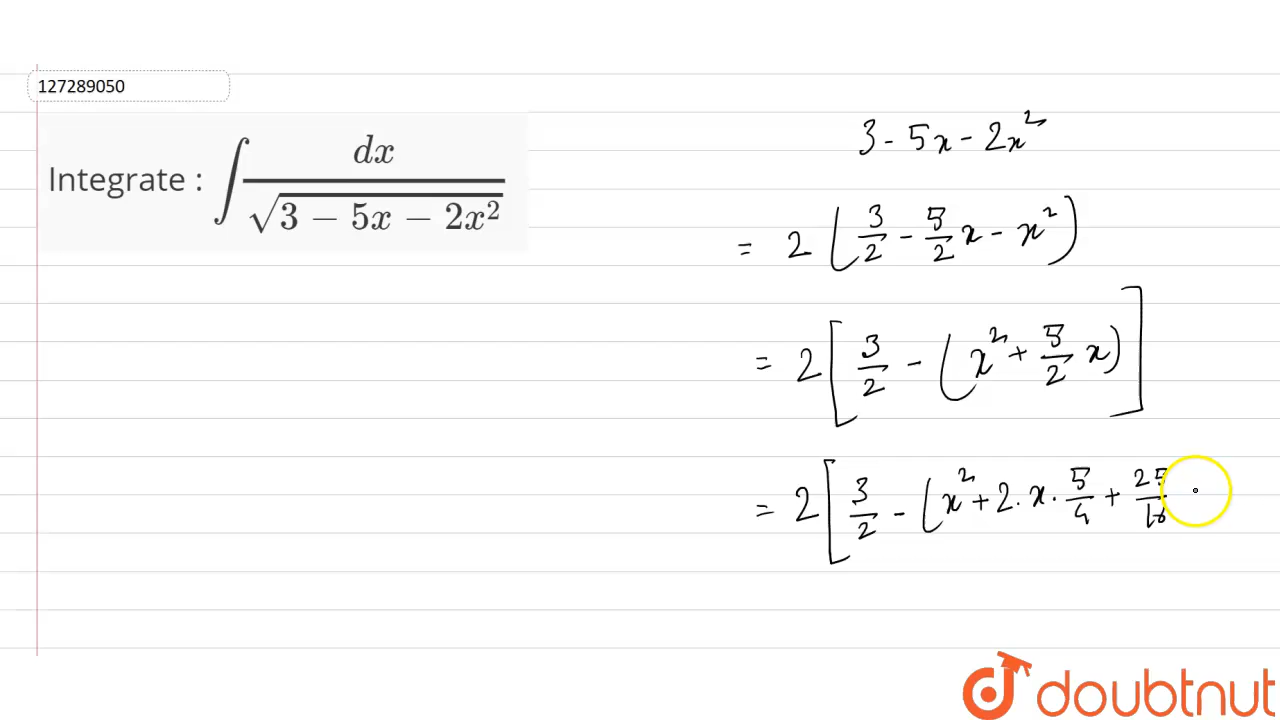 127289050
Integrate : ∫ dx / √(3 − 5x − 2x²)
3 - 5x - 2x²
= 2 ( 3/2 - 5/2 x - x² )
= 2 [ 3/2 - ( x² + 5/2 x ) ]
= 2 [ 3/2 - ( x² + 2 . x . 5/4 + 25/16
doubtnut